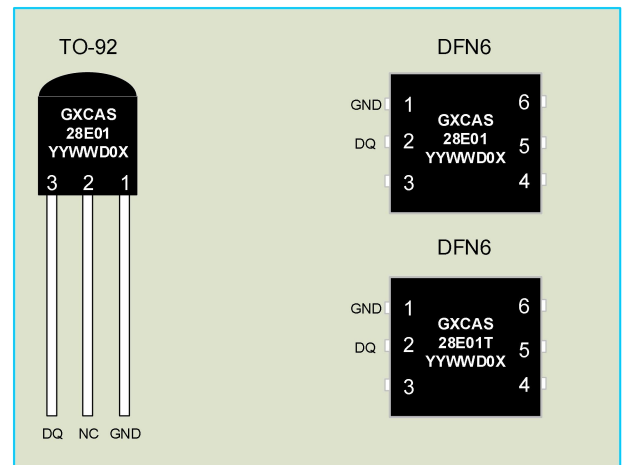 TO-92
GXCAS
28E01
YYWWD0X
3 2 1
DQ NC GND
DFN6
GND 1 6
GXCAS
DQ 2 28E01 5
YYWWD0X
3 4
DFN6
GND 1 6
GXCAS
DQ 2 28E01T 5
YYWWD0X
3 4